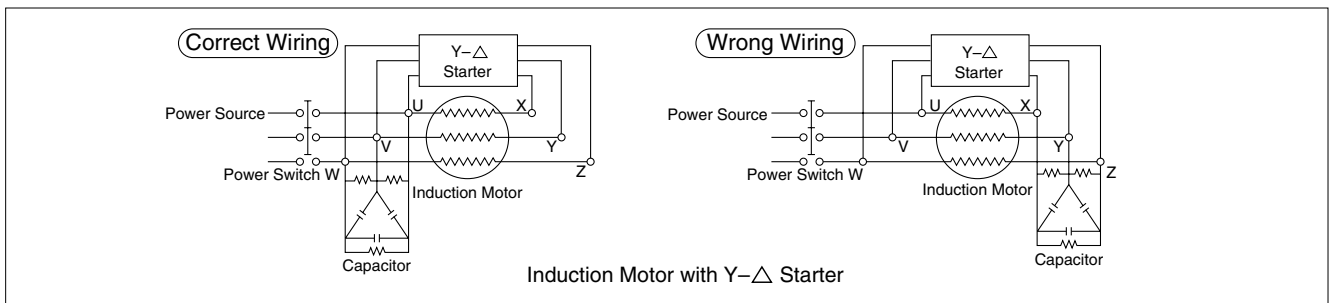 Correct Wiring
Y–△
Starter
Power Source
U
X
V
Y
Z
Power Switch W
Induction Motor
Capacitor
Wrong Wiring
Y–△
Starter
Power Source
U
X
V
Y
Z
Power Switch W
Induction Motor
Capacitor
Induction Motor with Y–△ Starter